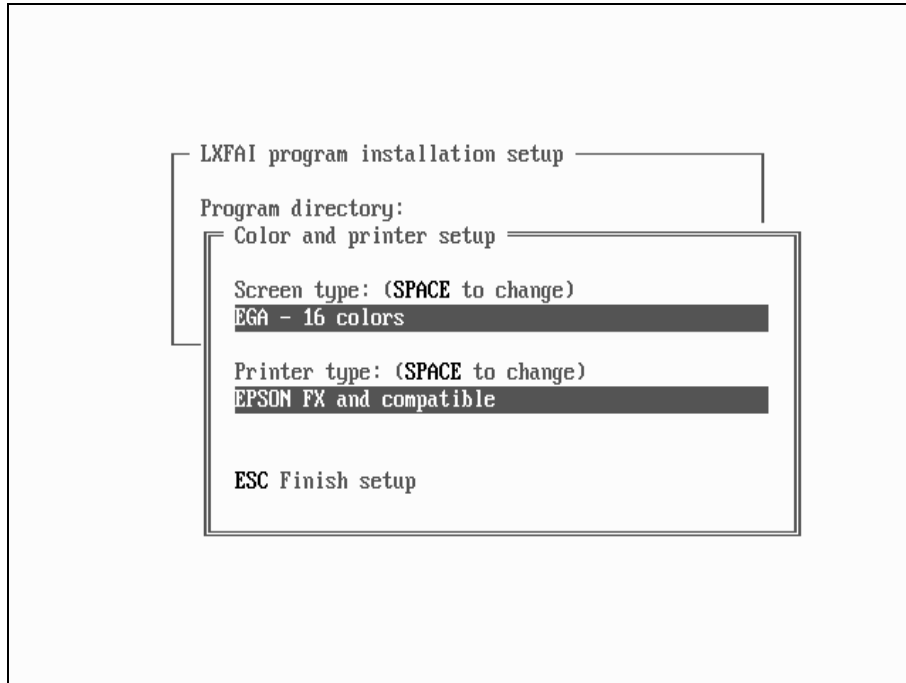 LXFAI program installation setup
Program directory:
Color and printer setup
Screen type: (SPACE to change)
EGA - 16 colors
Printer type: (SPACE to change)
EPSON FX and compatible
ESC Finish setup